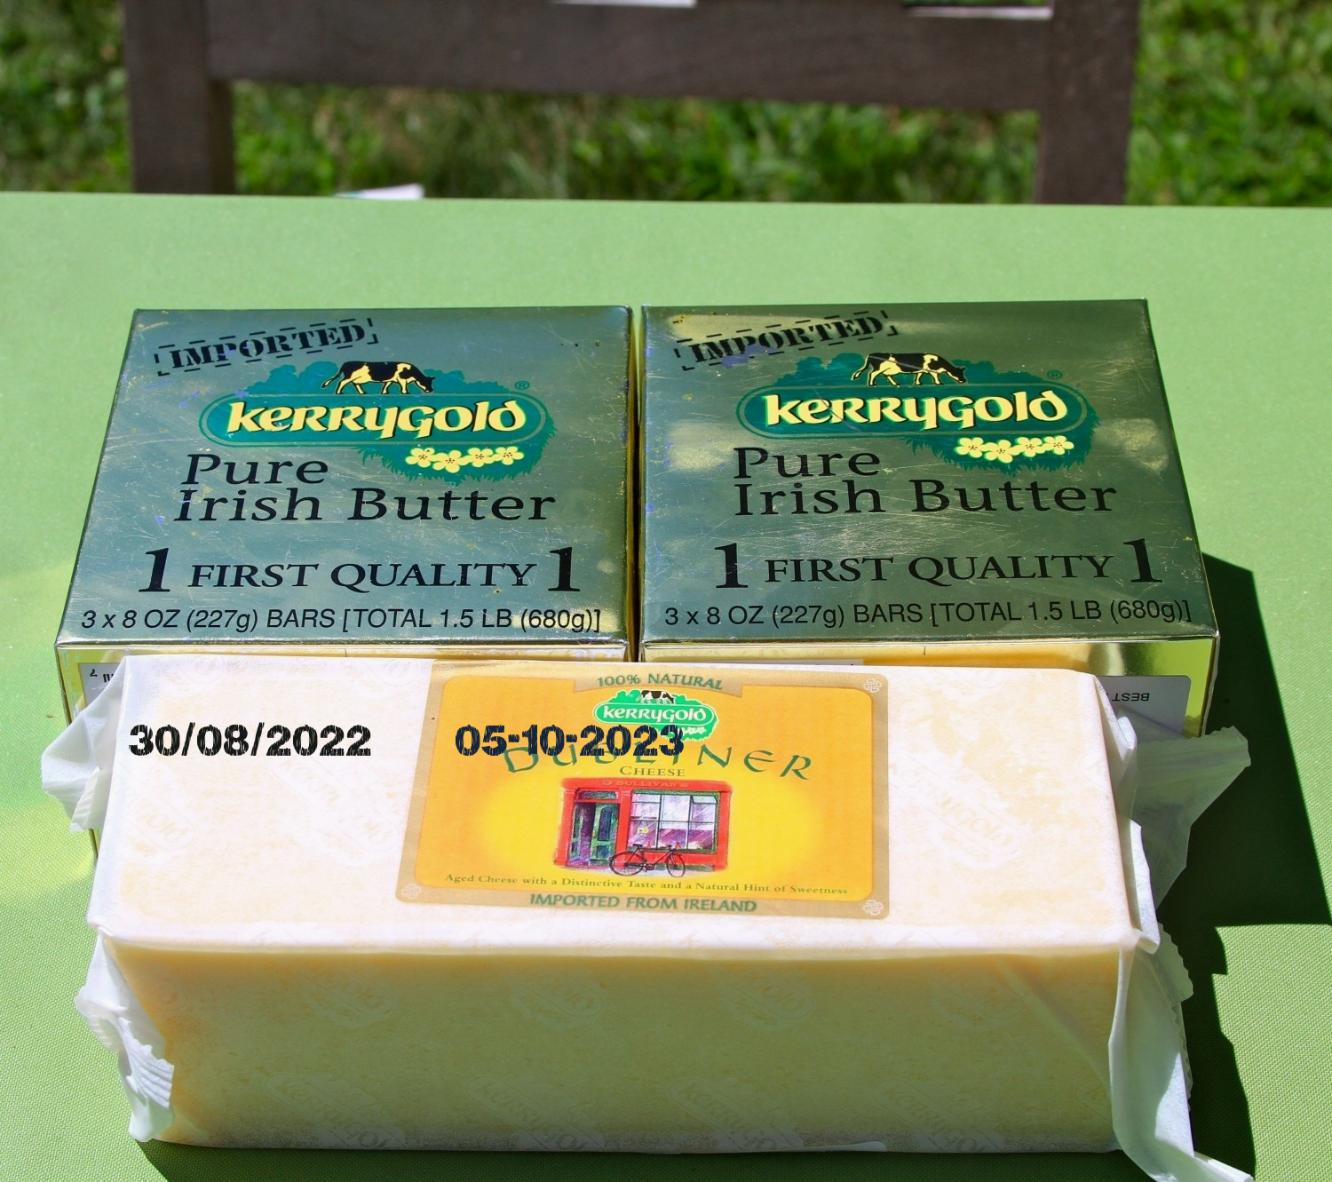 IMPORTED
KERRYGOLD
Pure
Irish Butter
1 FIRST QUALITY 1
3 x 8 OZ (227g) BARS [TOTAL 1.5 LB (680g)]
IMPORTED
KERRYGOLD
Pure
Irish Butter
1 FIRST QUALITY 1
3 x 8 OZ (227g) BARS [TOTAL 1.5 LB (680g)]
BEST
30/08/2022
05-10-2023
100% NATURAL
KERRYGOLD
DUBLINER
CHEESE
O'SULLIVAN
Aged Cheese with a Distinctive Taste and a Natural Hint of Sweetness
IMPORTED FROM IRELAND
KERRYGOLD